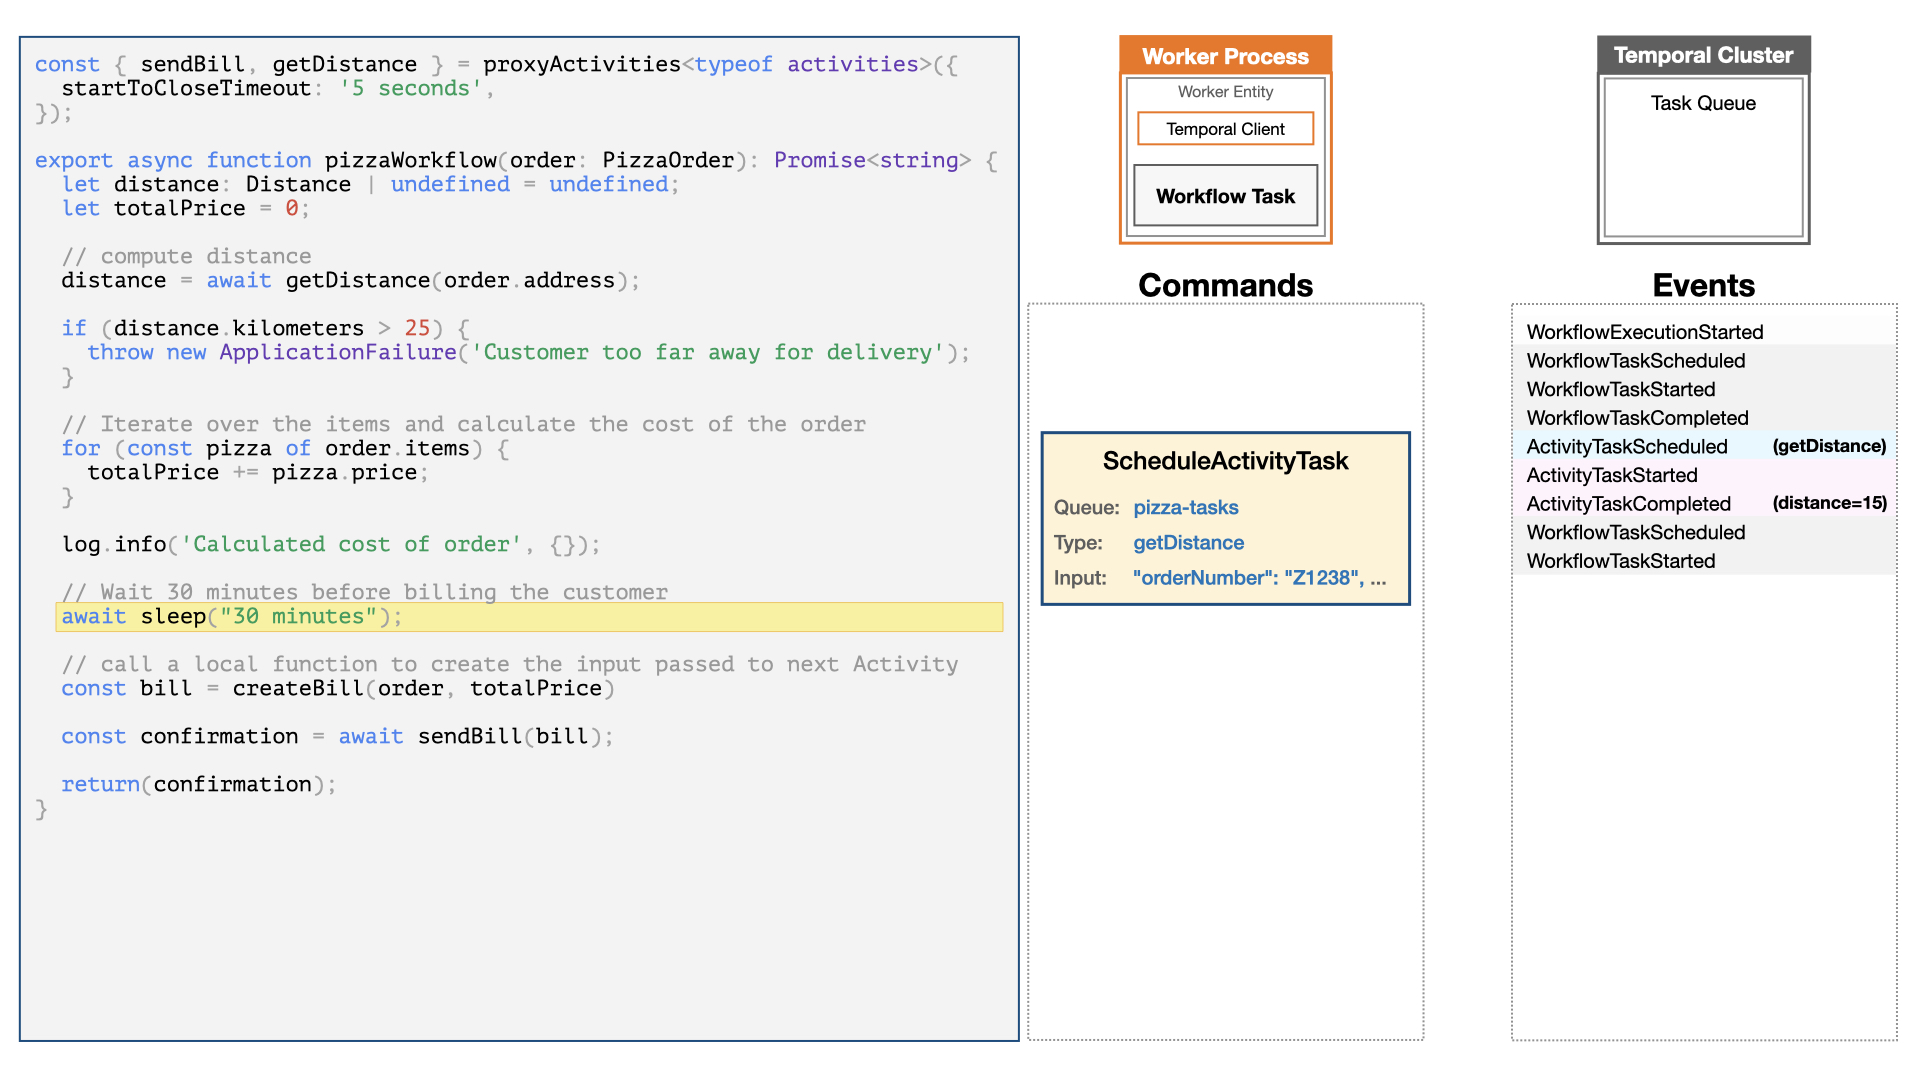 const { sendBill, getDistance } = proxyActivities<typeof activities>({
  startToCloseTimeout: '5 seconds',
});

export async function pizzaWorkflow(order: PizzaOrder): Promise<string> {
  let distance: Distance | undefined = undefined;
  let totalPrice = 0;

  // compute distance
  distance = await getDistance(order.address);

  if (distance.kilometers > 25) {
    throw new ApplicationFailure('Customer too far away for delivery');
  }

  // Iterate over the items and calculate the cost of the order
  for (const pizza of order.items) {
    totalPrice += pizza.price;
  }

  log.info('Calculated cost of order', {});

  // Wait 30 minutes before billing the customer
  await sleep("30 minutes");

  // call a local function to create the input passed to next Activity
  const bill = createBill(order, totalPrice)

  const confirmation = await sendBill(bill);

  return(confirmation);
}
Worker Process
Worker Entity
Temporal Client
Workflow Task
Commands
ScheduleActivityTask
Queue: pizza-tasks
Type: getDistance
Input: "orderNumber": "Z1238", ...
Temporal Cluster
Task Queue
Events
WorkflowExecutionStarted
WorkflowTaskScheduled
WorkflowTaskStarted
WorkflowTaskCompleted
ActivityTaskScheduled (getDistance)
ActivityTaskStarted
ActivityTaskCompleted (distance=15)
WorkflowTaskScheduled
WorkflowTaskStarted